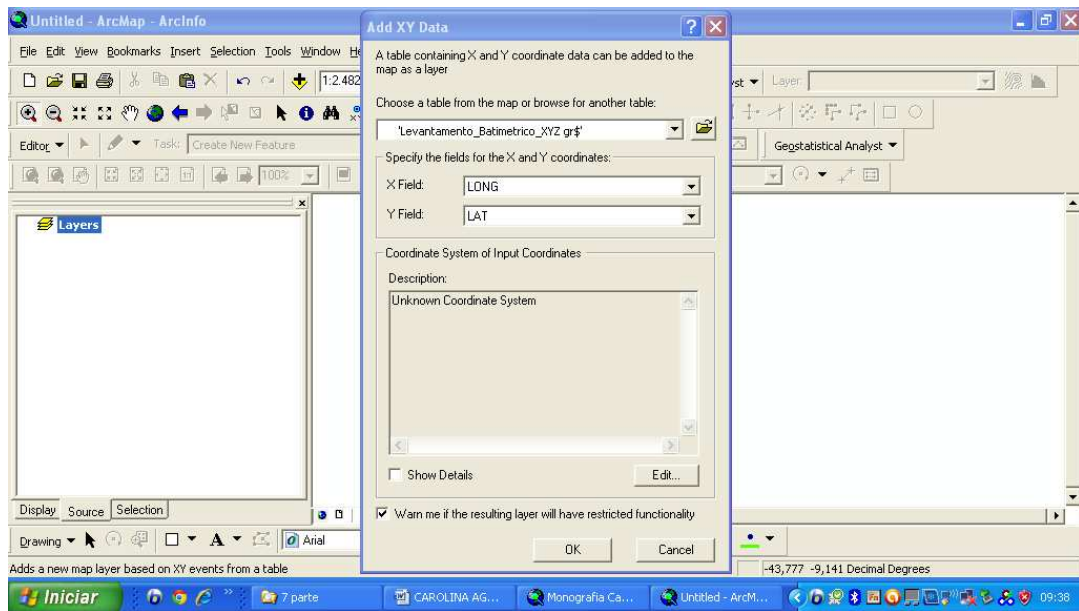 Untitled - ArcMap - ArcInfo
File Edit View Bookmarks Insert Selection Tools Window He
1:2.482
yst Layer:
Editor Task: Create New Feature
Geostatistical Analyst
100%
Layers
Display Source Selection
Drawing A Arial
Adds a new map layer based on XY events from a table
-43,777 -9,141 Decimal Degrees
Add XY Data
A table containing X and Y coordinate data can be added to the
map as a layer
Choose a table from the map or browse for another table:
'Levantamento_Batimetrico_XYZ gr$'
Specify the fields for the X and Y coordinates:
X Field: LONG
Y Field: LAT
Coordinate System of Input Coordinates
Description:
Unknown Coordinate System
Show Details
Edit...
Warn me if the resulting layer will have restricted functionality
OK Cancel
Iniciar
7 parte
CAROLINA AG...
Monografia Ca...
Untitled - ArcM...
09:38